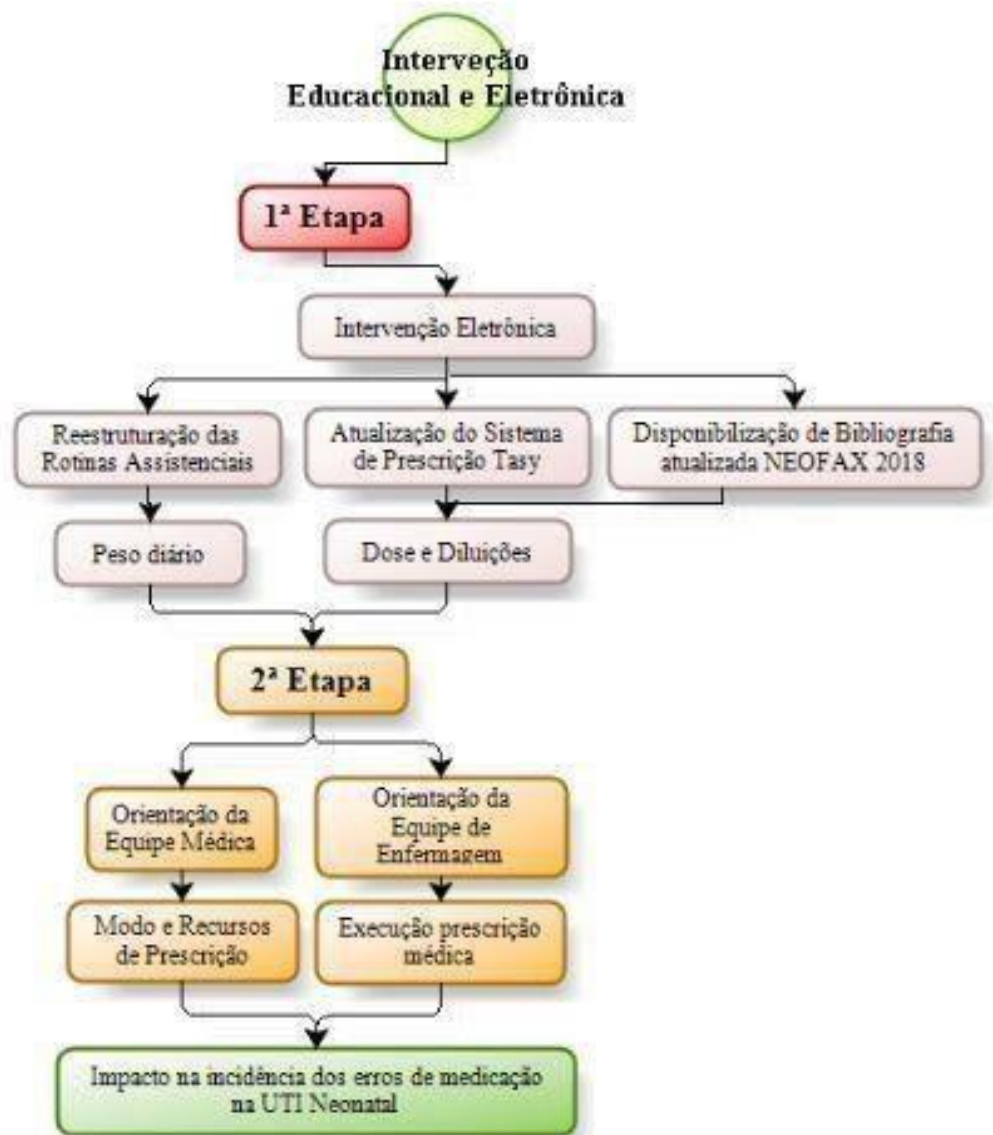 Interveção
Educacional e Eletrônica
1ª Etapa
Intervenção Eletrônica
Reestruturação das
Rotinas Assistenciais
Atualização do Sistema
de Prescrição Tasy
Disponibilização de Bibliografia
atualizada NEOFAX 2018
Peso diário
Dose e Diluições
2ª Etapa
Orientação da
Equipe Médica
Orientação da
Equipe de
Enfermagem
Modo e Recursos
de Prescrição
Execução prescrição
médica
Impacto na incidência dos erros de medicação
na UTI Neonatal